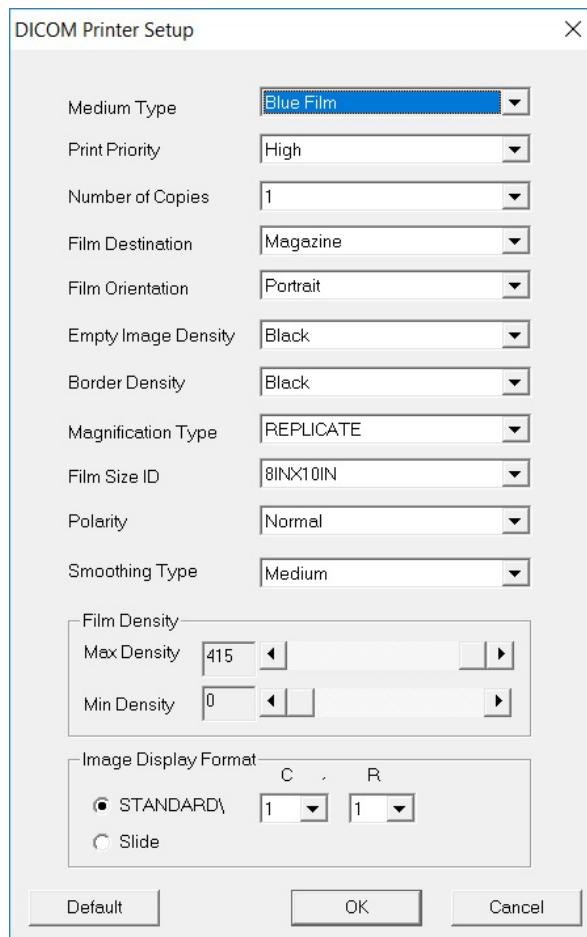 DICOM Printer Setup
Medium Type Blue Film
Print Priority High
Number of Copies 1
Film Destination Magazine
Film Orientation Portrait
Empty Image Density Black
Border Density Black
Magnification Type REPLICATE
Film Size ID 8INX10IN
Polarity Normal
Smoothing Type Medium
Film Density
Max Density 415
Min Density 0
Image Display Format
C , R
STANDARD\ 1 1
Slide
Default OK Cancel